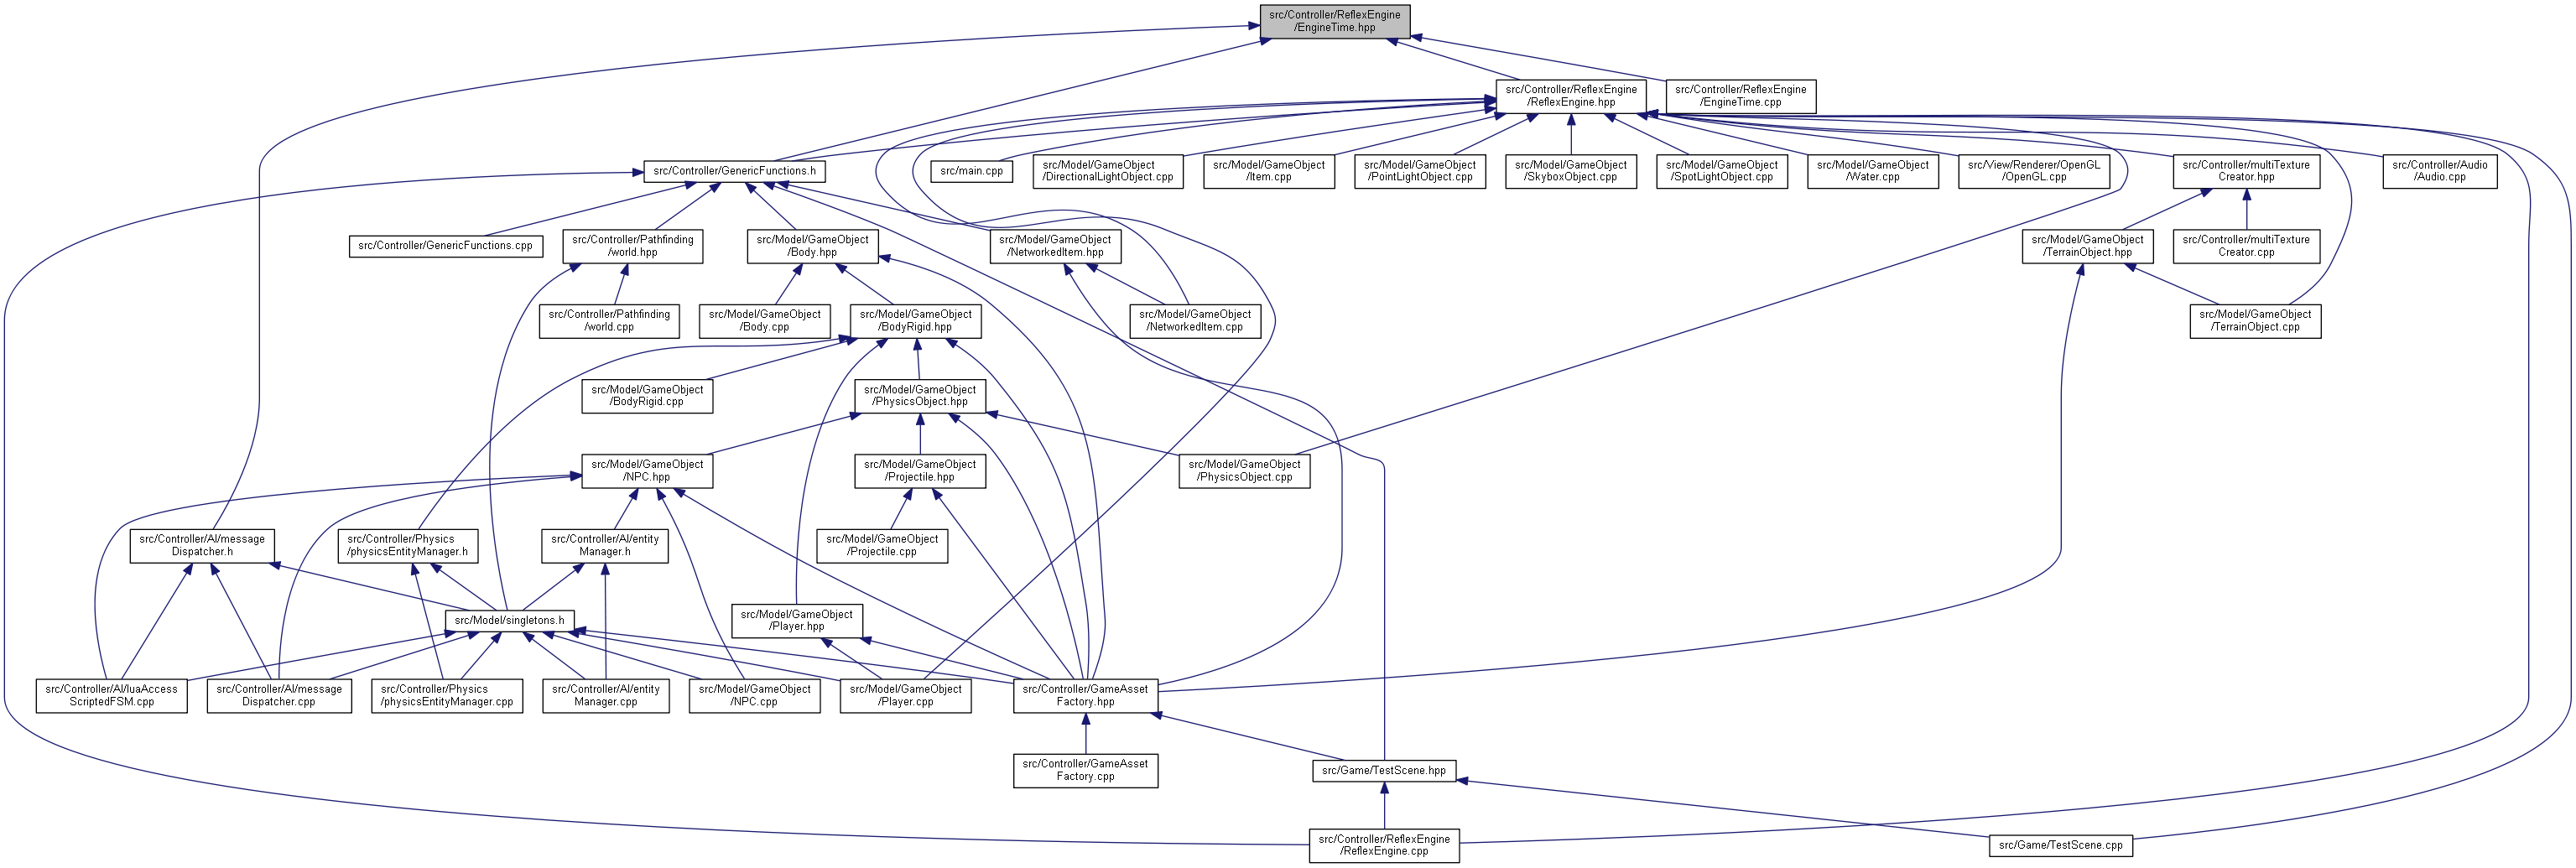 src/Controller/ReflexEngine
/EngineTime.hpp
src/Controller/ReflexEngine
/ReflexEngine.hpp
src/Controller/ReflexEngine
/EngineTime.cpp
src/Controller/GenericFunctions.h
src/main.cpp
src/Model/GameObject
/DirectionalLightObject.cpp
src/Model/GameObject
/Item.cpp
src/Model/GameObject
/PointLightObject.cpp
src/Model/GameObject
/SkyboxObject.cpp
src/Model/GameObject
/SpotLightObject.cpp
src/Model/GameObject
/Water.cpp
src/View/Renderer/OpenGL
/OpenGL.cpp
src/Controller/multiTexture
Creator.hpp
src/Controller/Audio
/Audio.cpp
src/Controller/GenericFunctions.cpp
src/Controller/Pathfinding
/world.hpp
src/Model/GameObject
/Body.hpp
src/Model/GameObject
/NetworkedItem.hpp
src/Model/GameObject
/TerrainObject.hpp
src/Controller/multiTexture
Creator.cpp
src/Controller/Pathfinding
/world.cpp
src/Model/GameObject
/Body.cpp
src/Model/GameObject
/BodyRigid.hpp
src/Model/GameObject
/NetworkedItem.cpp
src/Model/GameObject
/TerrainObject.cpp
src/Model/GameObject
/BodyRigid.cpp
src/Model/GameObject
/PhysicsObject.hpp
src/Model/GameObject
/NPC.hpp
src/Model/GameObject
/Projectile.hpp
src/Model/GameObject
/PhysicsObject.cpp
src/Controller/AI/message
Dispatcher.h
src/Controller/Physics
/physicsEntityManager.h
src/Controller/AI/entity
Manager.h
src/Model/GameObject
/Projectile.cpp
src/Model/singletons.h
src/Model/GameObject
/Player.hpp
src/Controller/AI/luaAccess
ScriptedFSM.cpp
src/Controller/AI/message
Dispatcher.cpp
src/Controller/Physics
/physicsEntityManager.cpp
src/Controller/AI/entity
Manager.cpp
src/Model/GameObject
/NPC.cpp
src/Model/GameObject
/Player.cpp
src/Controller/GameAsset
Factory.hpp
src/Controller/GameAsset
Factory.cpp
src/Game/TestScene.hpp
src/Controller/ReflexEngine
/ReflexEngine.cpp
src/Game/TestScene.cpp